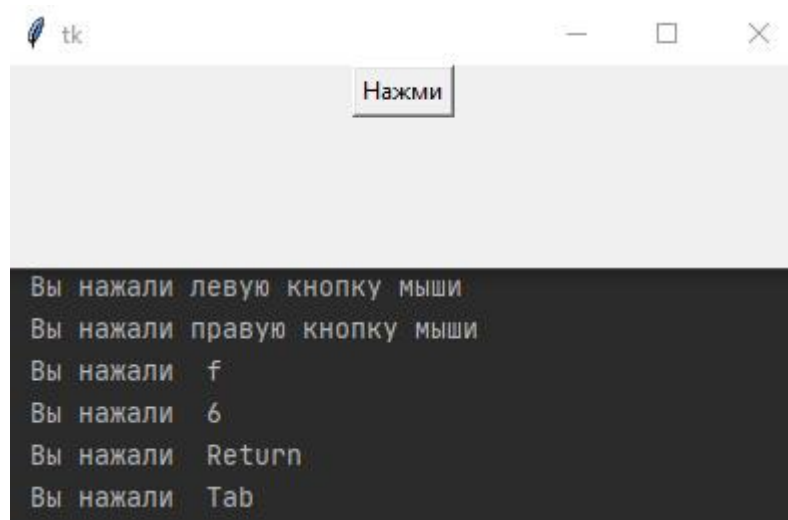 tk
Нажми
Вы нажали левую кнопку мыши
Вы нажали правую кнопку мыши
Вы нажали  f
Вы нажали  6
Вы нажали  Return
Вы нажали  Tab